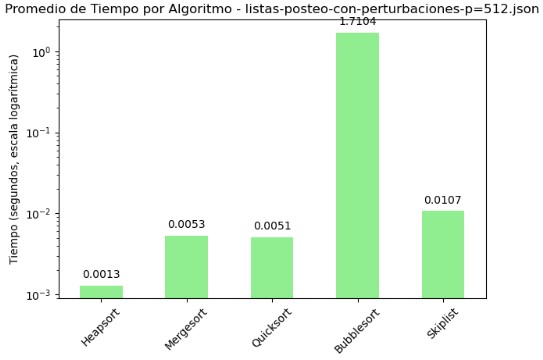 Promedio de Tiempo por Algoritmo - listas-posteo-con-perturbaciones-p=512.json
Tiempo (segundos, escala logarítmica)
10⁰
10⁻¹
10⁻²
10⁻³
0.0013
0.0053
0.0051
1.7104
0.0107
Heapsort
Mergesort
Quicksort
Bubblesort
Skiplist